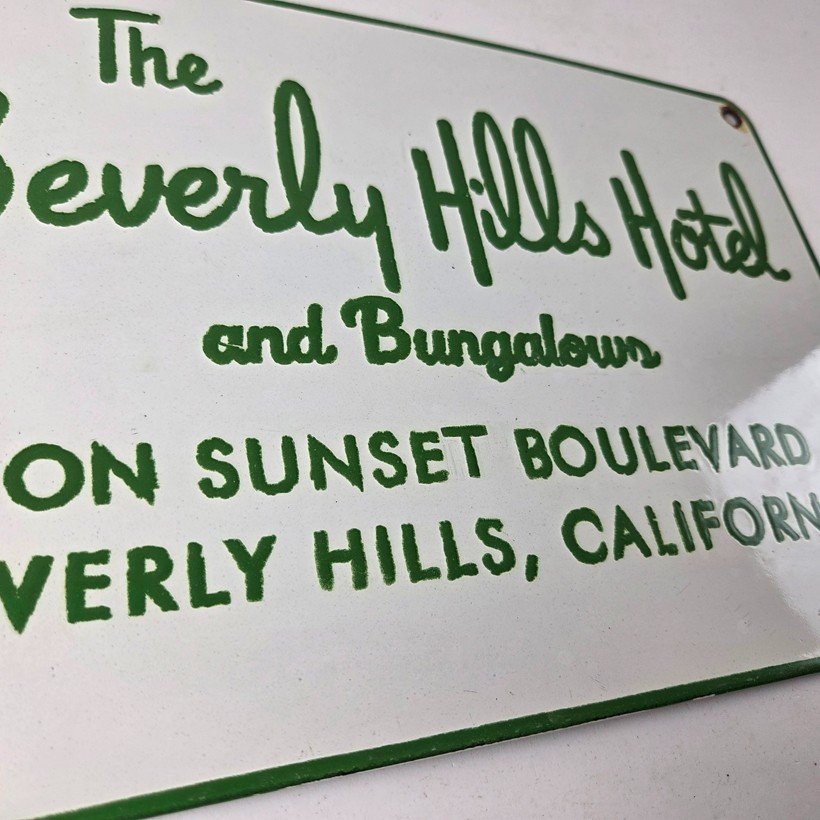 The
Beverly Hills Hotel
and Bungalows
ON SUNSET BOULEVARD
VERLY HILLS, CALIFORN